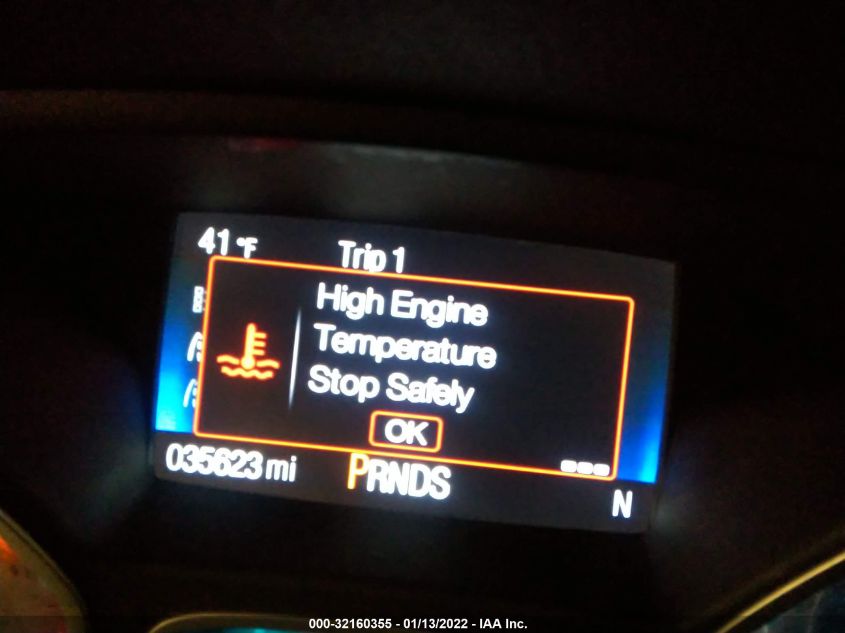 41 °F Trip 1
High Engine
Temperature
Stop Safely
OK
035623 mi PRNDS N
000-32160355 - 01/13/2022 - IAA Inc.